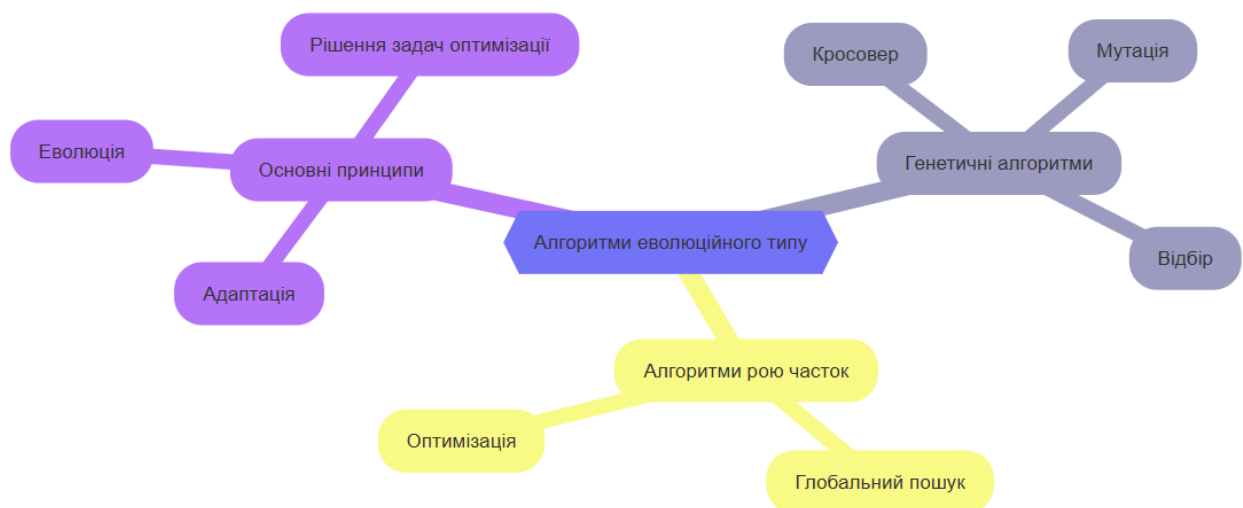 Рішення задач оптимізації
Кросовер
Мутація
Еволюція
Основні принципи
Генетичні алгоритми
Алгоритми еволюційного типу
Відбір
Адаптація
Алгоритми рою часток
Оптимізація
Глобальний пошук